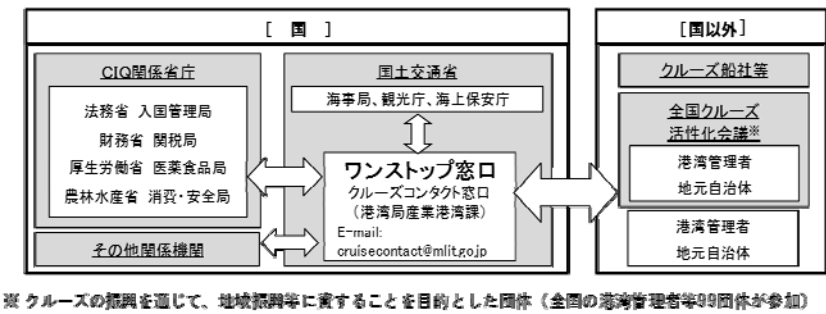 [ 国 ]
CIQ関係省庁
法務省 入国管理局
財務省 関税局
厚生労働省 医薬食品局
農林水産省 消費・安全局
その他関係機関
国土交通省
海事局、観光庁、海上保安庁
ワンストップ窓口
クルーズコンタクト窓口
(港湾局産業港湾課)
E-mail:
cruisecontact@mlit.go.jp
[国以外]
クルーズ船社等
全国クルーズ
活性化会議※
港湾管理者
地元自治体
港湾管理者
地元自治体
※ クルーズの振興を通じて、地域振興等に資することを目的とした団体（全国の港湾管理者等99団体が参加）